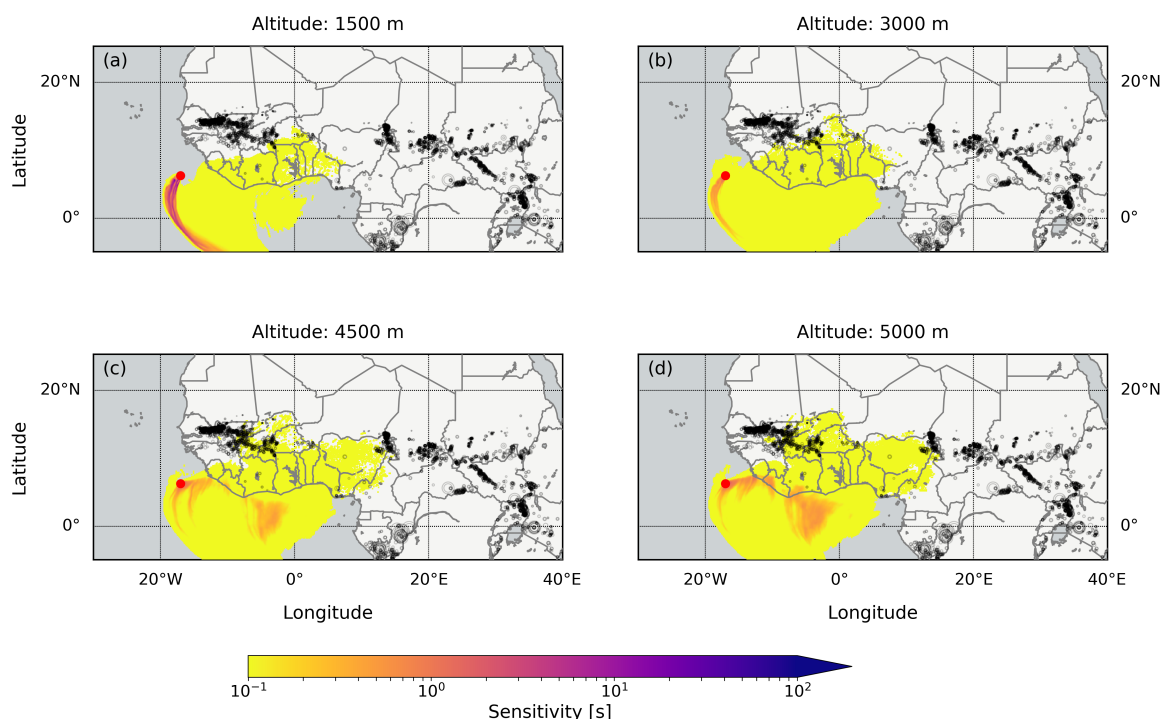 Altitude: 1500 m
Altitude: 3000 m
(a)
(b)
20°N
20°N
Latitude
0°
0°
Altitude: 4500 m
Altitude: 5000 m
(c)
(d)
20°N
20°N
Latitude
0°
0°
20°W 0° 20°E 40°E
20°W 0° 20°E 40°E
Longitude
Longitude
10⁻¹ 10⁰ 10¹ 10²
Sensitivity [s]